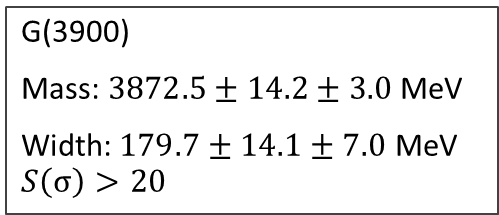 G(3900)
Mass: 3872.5 ± 14.2 ± 3.0 MeV
Width: 179.7 ± 14.1 ± 7.0 MeV
S(σ) > 20